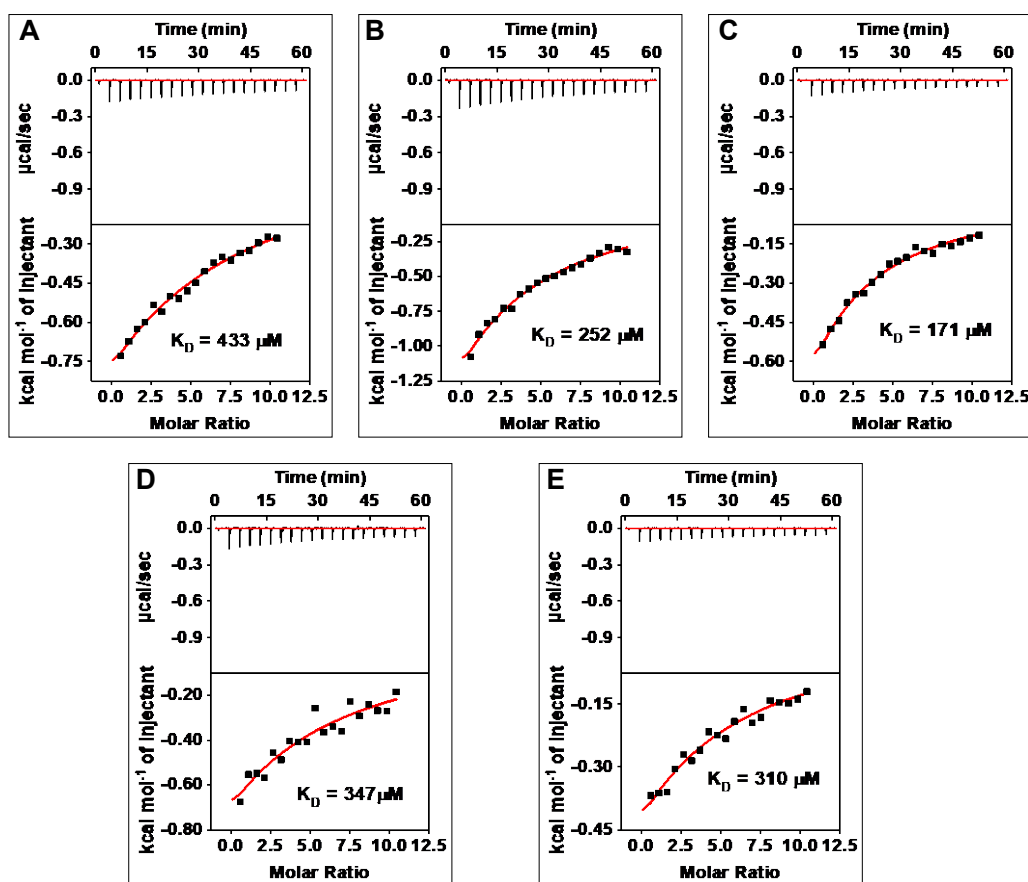 A
Time (min)
0 15 30 45 60
0.0
-0.3
-0.6
-0.9
µcal/sec
-0.30
-0.45
-0.60
-0.75
kcal mol⁻¹ of Injectant
K_D = 433 µM
0.0 2.5 5.0 7.5 10.0 12.5
Molar Ratio
B
Time (min)
0 15 30 45 60
0.0
-0.3
-0.6
-0.9
µcal/sec
-0.25
-0.50
-0.75
-1.00
-1.25
kcal mol⁻¹ of Injectant
K_D = 252 µM
0.0 2.5 5.0 7.5 10.0 12.5
Molar Ratio
C
Time (min)
0 15 30 45 60
0.0
-0.3
-0.6
-0.9
µcal/sec
-0.15
-0.30
-0.45
-0.60
kcal mol⁻¹ of Injectant
K_D = 171 µM
0.0 2.5 5.0 7.5 10.0 12.5
Molar Ratio
D
Time (min)
0 15 30 45 60
0.0
-0.3
-0.6
-0.9
µcal/sec
-0.20
-0.40
-0.60
-0.80
kcal mol⁻¹ of Injectant
K_D = 347µM
0.0 2.5 5.0 7.5 10.0 12.5
Molar Ratio
E
Time (min)
0 15 30 45 60
0.0
-0.3
-0.6
-0.9
µcal/sec
-0.15
-0.30
-0.45
kcal mol⁻¹ of Injectant
K_D = 310 µM
0.0 2.5 5.0 7.5 10.0 12.5
Molar Ratio